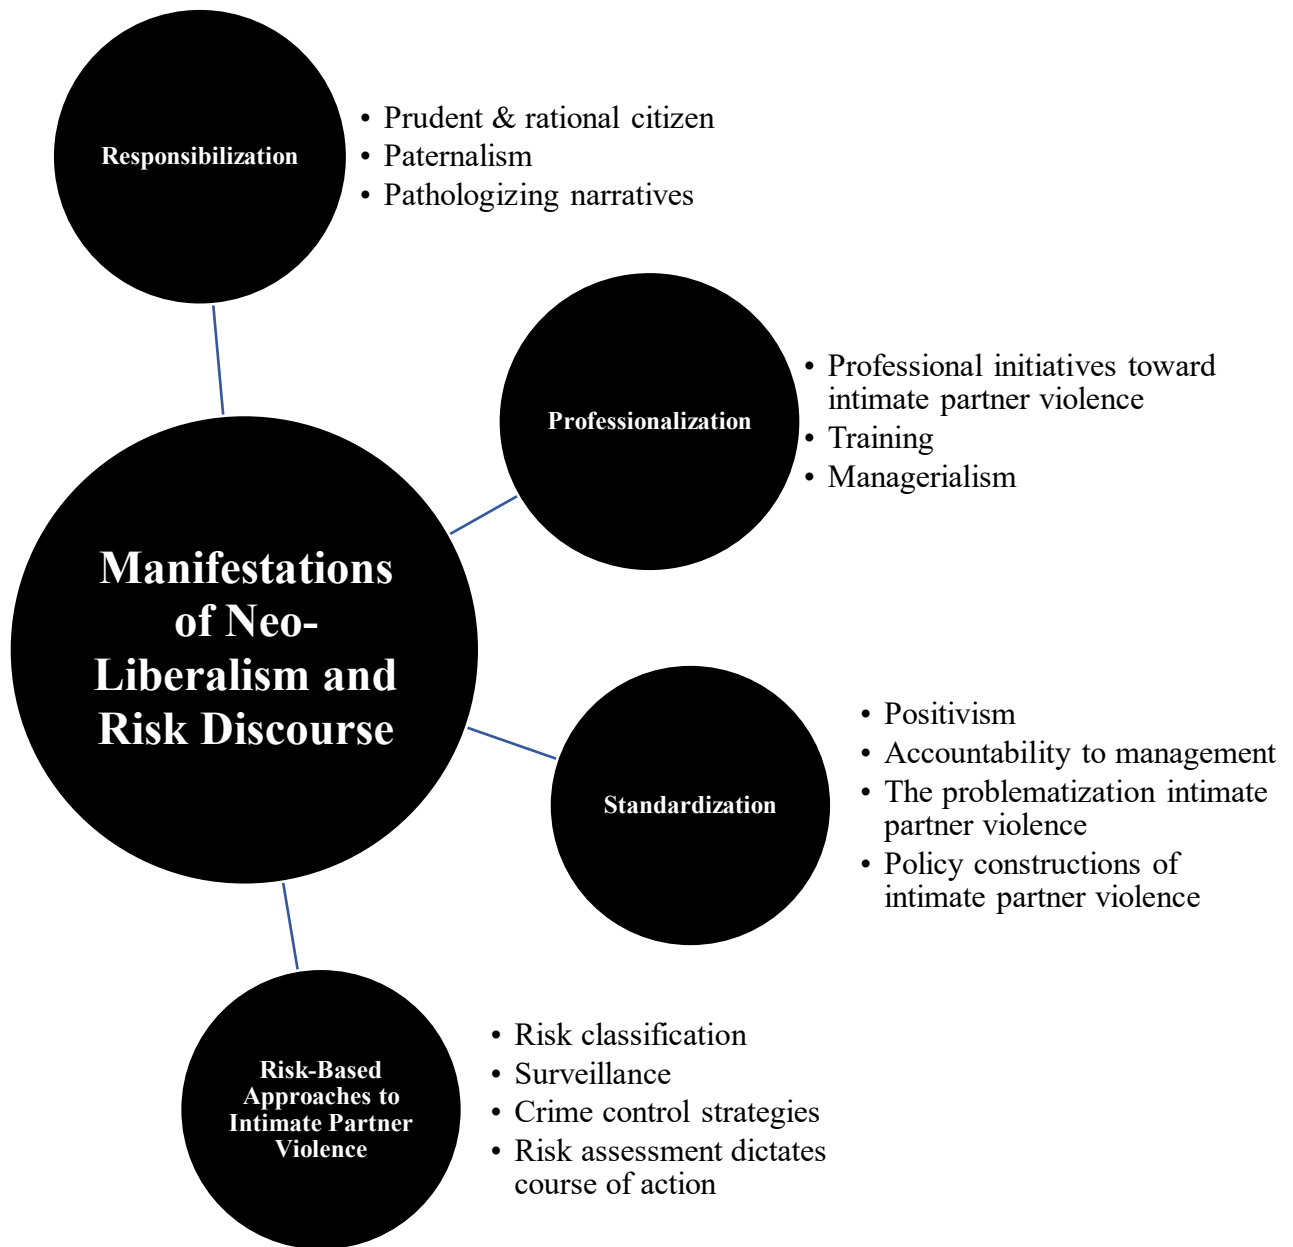 Responsibilization
• Prudent & rational citizen
• Paternalism
• Pathologizing narratives
Professionalization
• Professional initiatives toward
intimate partner violence
• Training
• Managerialism
Manifestations
of Neo-
Liberalism and
Risk Discourse
Standardization
• Positivism
• Accountability to management
• The problematization intimate
partner violence
• Policy constructions of
intimate partner violence
Risk-Based
Approaches to
Intimate Partner
Violence
• Risk classification
• Surveillance
• Crime control strategies
• Risk assessment dictates
course of action